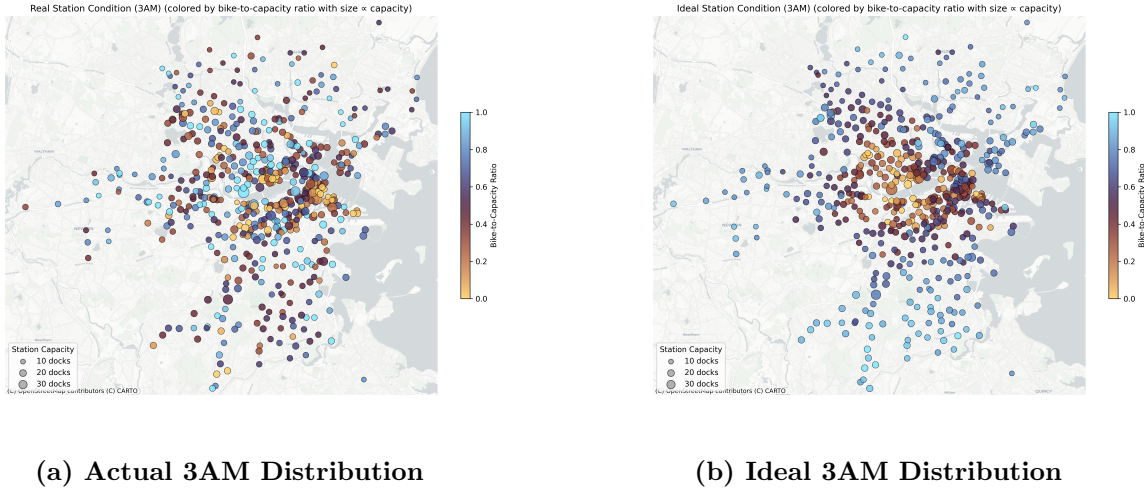 Real Station Condition (3AM) (colored by bike-to-capacity ratio with size ∝ capacity)
1.0
0.8
0.6
0.4
0.2
0.0
Bike-to-Capacity Ratio
Station Capacity
10 docks
20 docks
30 docks
(C) OpenStreetMap contributors (C) CARTO
Ideal Station Condition (3AM) (colored by bike-to-capacity ratio with size ∝ capacity)
1.0
0.8
0.6
0.4
0.2
0.0
Bike-to-Capacity Ratio
Station Capacity
10 docks
20 docks
30 docks
(C) OpenStreetMap contributors (C) CARTO
(a) Actual 3AM Distribution
(b) Ideal 3AM Distribution